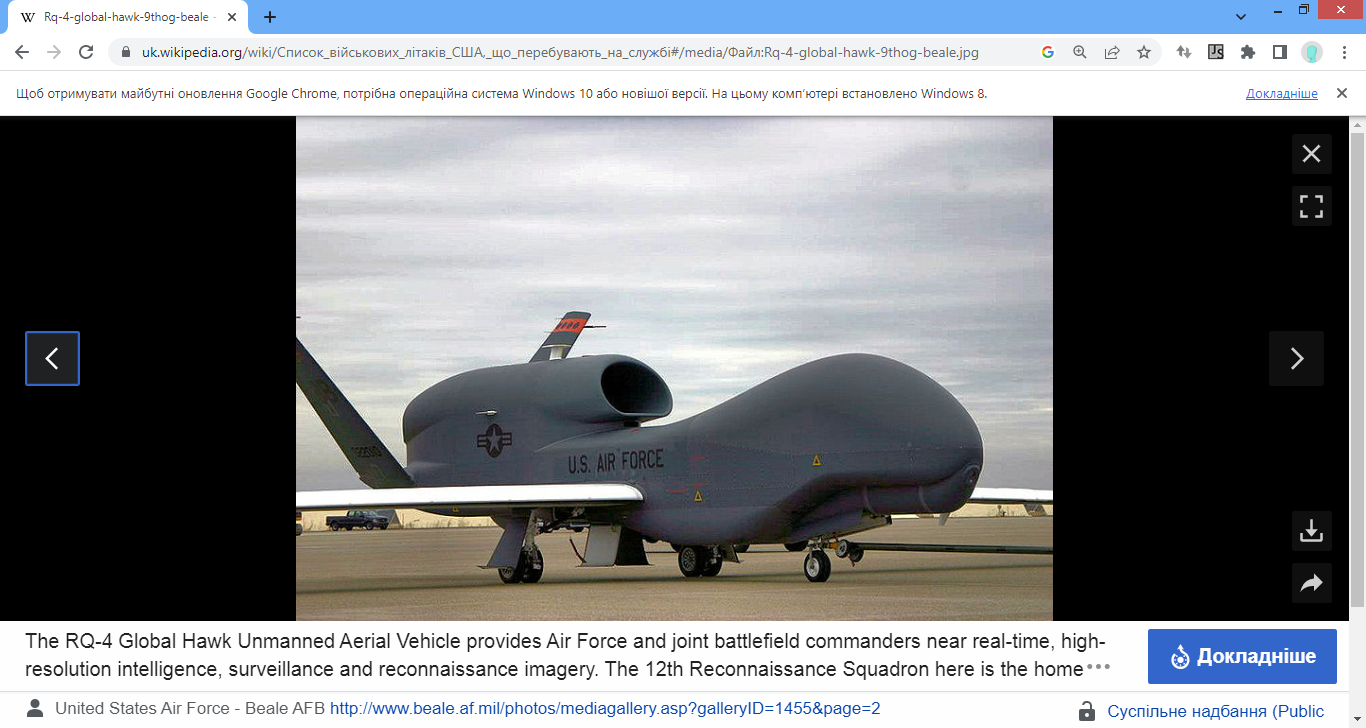 Rq-4-global-hawk-9thog-beale -
uk.wikipedia.org/wiki/Список_військових_літаків_США,_що_перебувають_на_службі#/media/Файл:Rq-4-global-hawk-9thog-beale.jpg
JS
Щоб отримувати майбутні оновлення Google Chrome, потрібна операційна система Windows 10 або новішої версії. На цьому комп’ютері встановлено Windows 8.
Докладніше
U.S. AIR FORCE
The RQ-4 Global Hawk Unmanned Aerial Vehicle provides Air Force and joint battlefield commanders near real-time, high-
resolution intelligence, surveillance and reconnaissance imagery. The 12th Reconnaissance Squadron here is the home
Докладніше
United States Air Force - Beale AFB http://www.beale.af.mil/photos/mediagallery.asp?galleryID=1455&page=2
Суспільне надбання (Public